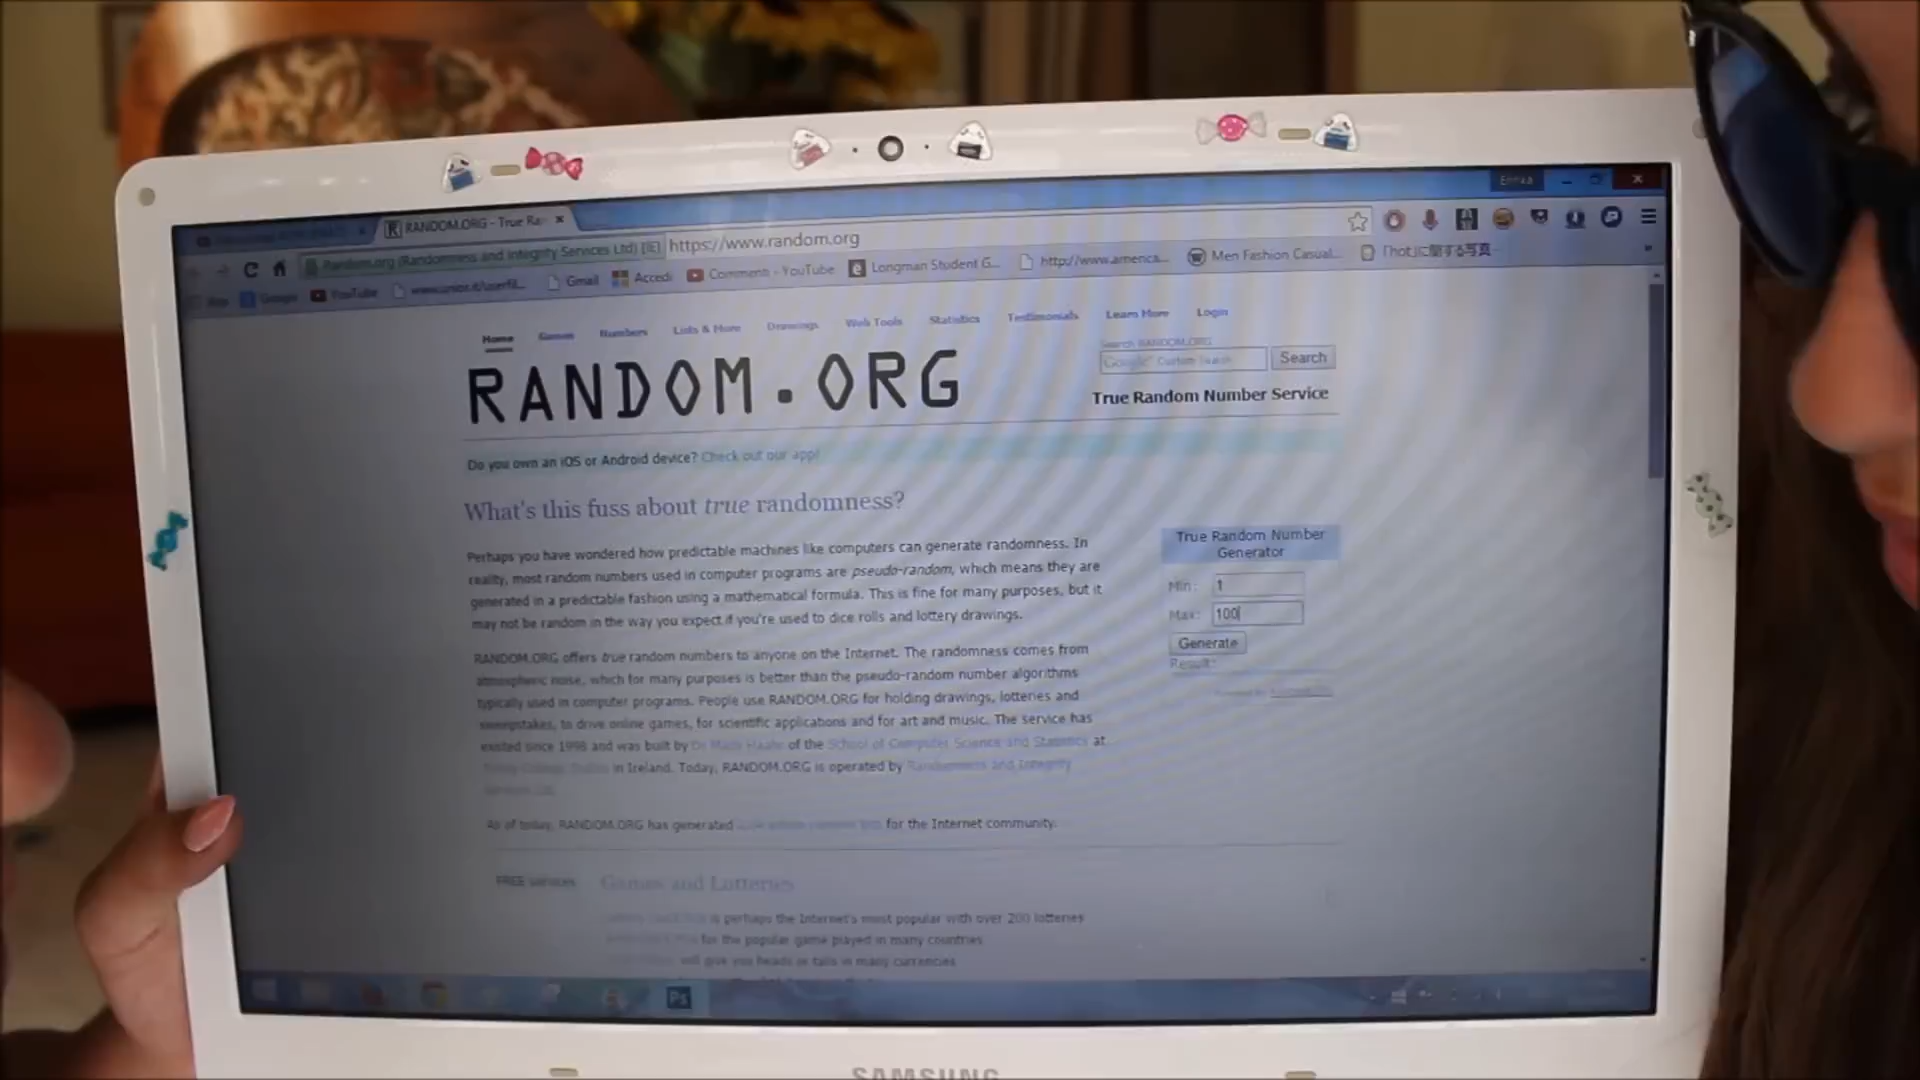 RANDOM.ORG - True Ra
Random.org (Randomness and Integrity Services Ltd) [IE] https://www.random.org
Google YouTube Gmail Accedi Commenti - YouTube Longman Student G... http://www.america... Men Fashion Casual... 「hot」に関する写真
Home Games Numbers Lists & More Drawings Web Tools Statistics Testimonials Learn More Login
Search RANDOM.ORG
Google Custom Search Search
RANDOM.ORG
True Random Number Service
Do you own an iOS or Android device? Check out our app!
What's this fuss about true randomness?
Perhaps you have wondered how predictable machines like computers can generate randomness. In
reality, most random numbers used in computer programs are pseudo-random, which means they are
generated in a predictable fashion using a mathematical formula. This is fine for many purposes, but it
may not be random in the way you expect if you're used to dice rolls and lottery drawings.
RANDOM.ORG offers true random numbers to anyone on the Internet. The randomness comes from
atmospheric noise, which for many purposes is better than the pseudo-random number algorithms
typically used in computer programs. People use RANDOM.ORG for holding drawings, lotteries and
sweepstakes, to drive online games, for scientific applications and for art and music. The service has
existed since 1998 and was built by Dr Mads Haahr of the School of Computer Science and Statistics at
in Ireland. Today, RANDOM.ORG is operated by Randomness and Integrity
Services Ltd.
As of today, RANDOM.ORG has generated for the Internet community.
True Random Number
Generator
Min: 1
Max: 100
Generate
Result:
FREE services Games and Lotteries
is perhaps the Internet's most popular with over 200 lotteries
for the popular game played in many countries
will give you heads or tails in many currencies
Ps
SAMSUNG